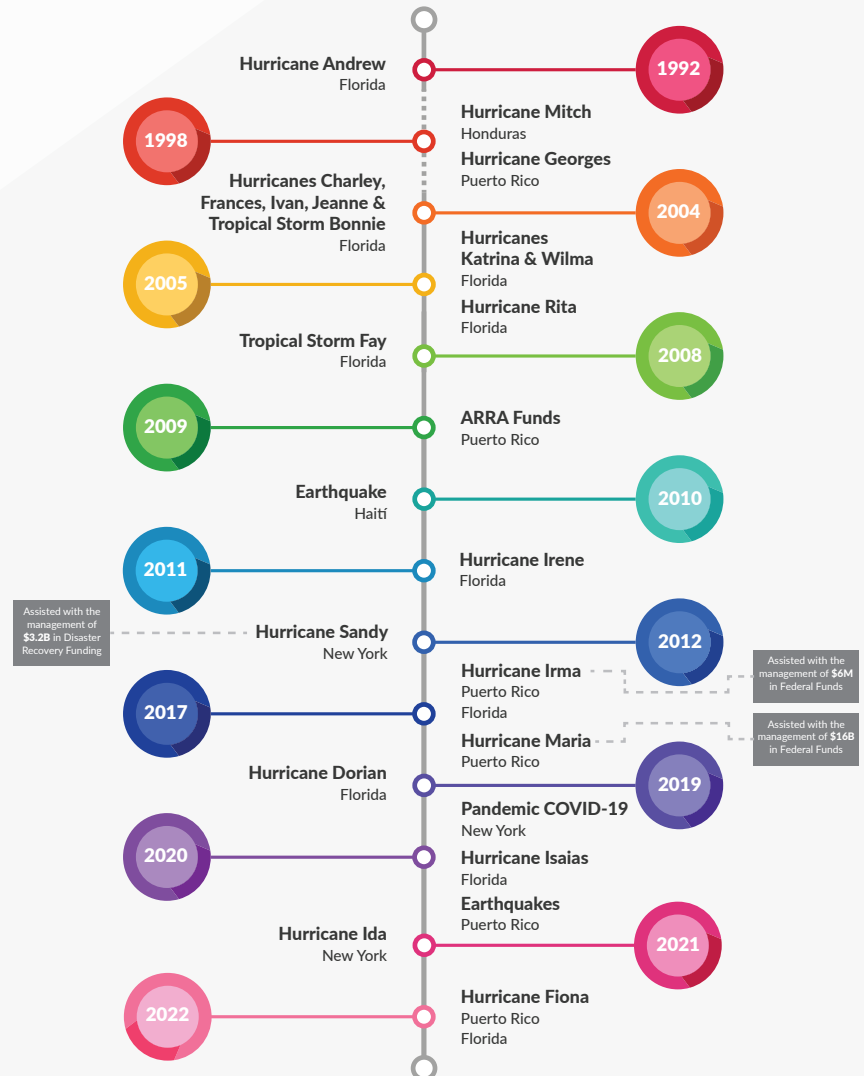 Hurricane Andrew
Florida
1992
1998
Hurricane Mitch
Honduras
Hurricane Georges
Puerto Rico
Hurricanes Charley,
Frances, Ivan, Jeanne &
Tropical Storm Bonnie
Florida
2004
2005
Hurricanes
Katrina & Wilma
Florida
Hurricane Rita
Florida
Tropical Storm Fay
Florida
2008
2009
ARRA Funds
Puerto Rico
Earthquake
Haití
2010
2011
Hurricane Irene
Florida
Assisted with the
management of
$3.2B in Disaster
Recovery Funding
Hurricane Sandy
New York
2012
2017
Hurricane Irma
Puerto Rico
Florida
Assisted with the
management of $6M
in Federal Funds
Hurricane Maria
Puerto Rico
Assisted with the
management of $16B
in Federal Funds
Hurricane Dorian
Florida
2019
2020
Pandemic COVID-19
New York
Hurricane Isaias
Florida
Earthquakes
Puerto Rico
Hurricane Ida
New York
2021
2022
Hurricane Fiona
Puerto Rico
Florida